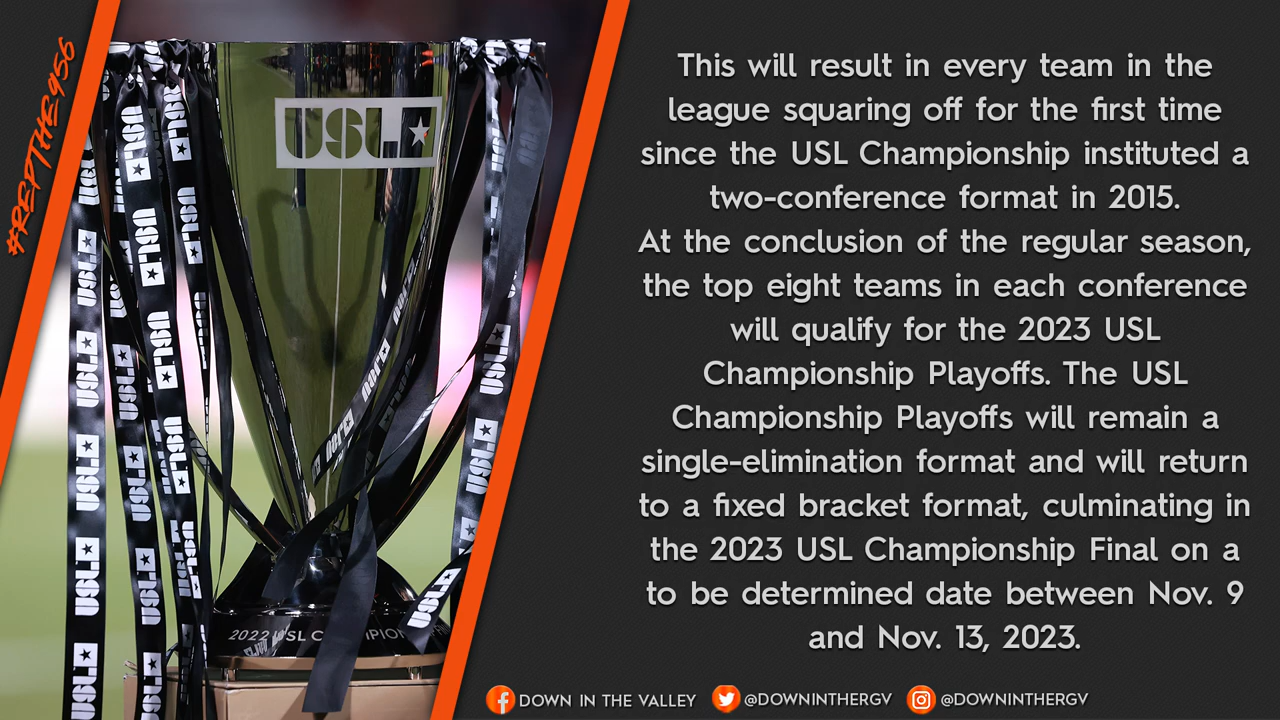 #REPTHE956
USL
This will result in every team in the
league squaring off for the first time
since the USL Championship instituted a
two-conference format in 2015.
At the conclusion of the regular season,
the top eight teams in each conference
will qualify for the 2023 USL
Championship Playoffs. The USL
Championship Playoffs will remain a
single-elimination format and will return
to a fixed bracket format, culminating in
the 2023 USL Championship Final on a
to be determined date between Nov. 9
and Nov. 13, 2023.
2022 USL
DOWN IN THE VALLEY @DOWNINTHERGV @DOWNINTHERGV